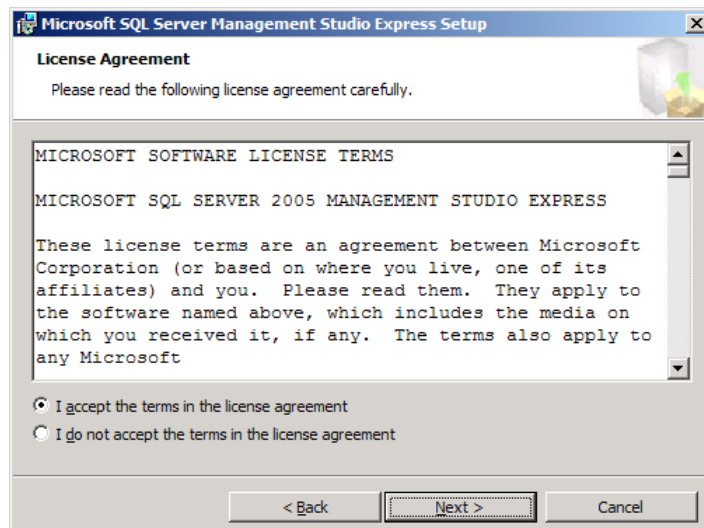 Microsoft SQL Server Management Studio Express Setup
License Agreement
Please read the following license agreement carefully.
MICROSOFT SOFTWARE LICENSE TERMS
MICROSOFT SQL SERVER 2005 MANAGEMENT STUDIO EXPRESS
These license terms are an agreement between Microsoft
Corporation (or based on where you live, one of its
affiliates) and you.  Please read them.  They apply to
the software named above, which includes the media on
which you received it, if any.  The terms also apply to
any Microsoft
I accept the terms in the license agreement
I do not accept the terms in the license agreement
< Back
Next >
Cancel